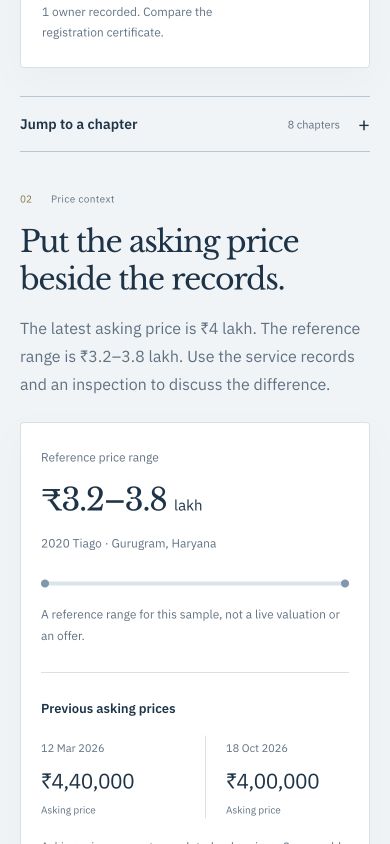 1 owner recorded. Compare the
registration certificate.
Jump to a chapter 8 chapters +
02 Price context
Put the asking price
beside the records.
The latest asking price is ₹4 lakh. The reference
range is ₹3.2–3.8 lakh. Use the service records
and an inspection to discuss the difference.
Reference price range
₹3.2–3.8 lakh
2020 Tiago · Gurugram, Haryana
A reference range for this sample, not a live valuation or
an offer.
Previous asking prices
12 Mar 2026 18 Oct 2026
₹4,40,000 ₹4,00,000
Asking price Asking price